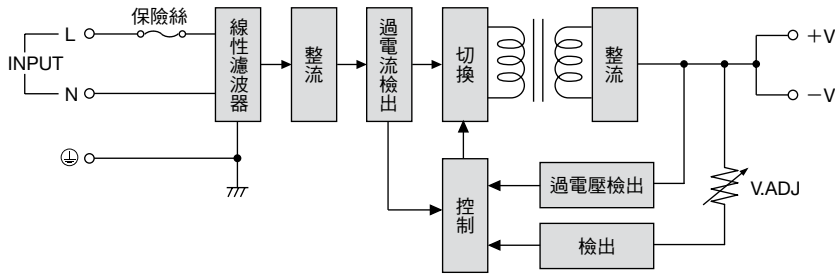 保險絲
L
INPUT
N
線性濾波器
整流
過電流檢出
切換
整流
+V
-V
控制
過電壓檢出
檢出
V.ADJ